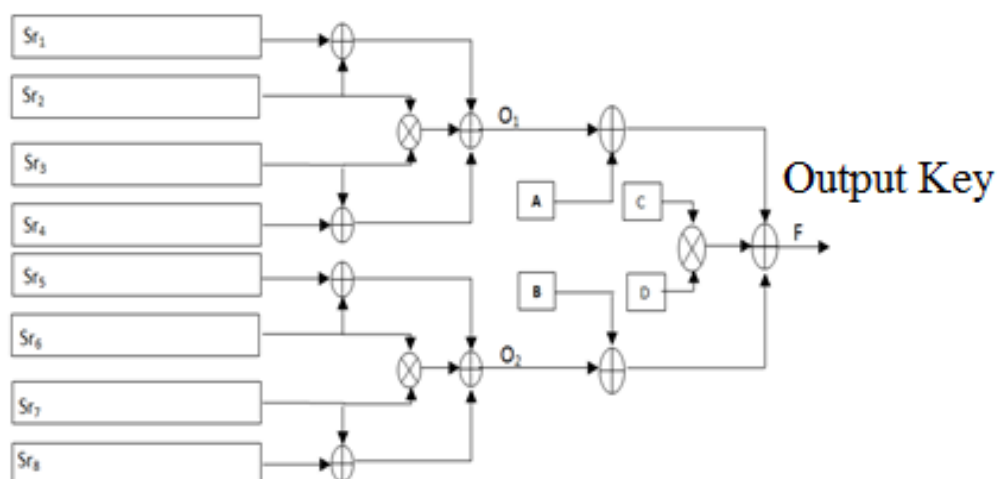 Sr₁
Sr₂
Sr₃
Sr₄
Sr₅
Sr₆
Sr₇
Sr₈
O₁
O₂
A
C
B
D
F
Output Key